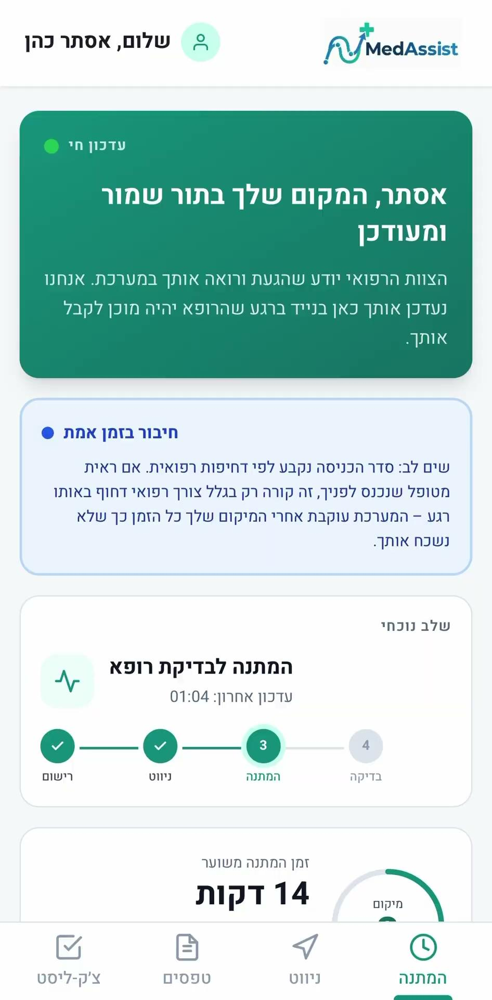 MedAssist
שלום, אסתר כהן
עדכון חי
אסתר, המקום שלך בתור שמור
ומעודכן
הצוות הרפואי יודע שהגעת ורואה אותך במערכת. אנחנו
נעדכן אותך כאן בנייד ברגע שהרופא יהיה מוכן לקבל
אותך.
חיבור בזמן אמת
שים לב: סדר הכניסה נקבע לפי דחיפות רפואית. אם ראית
מטופל שנכנס לפניך, זה קורה רק בגלל צורך רפואי דחוף באותו
רגע – המערכת עוקבת אחרי המיקום שלך כל הזמן כך שלא
נשכח אותך.
שלב נוכחי
המתנה לבדיקת רופא
עדכון אחרון: 01:04
4
3
בדיקה
המתנה
ניווט
רישום
זמן המתנה משוער
14 דקות
מיקום
המתנה
ניווט
טפסים
צ'ק-ליסט